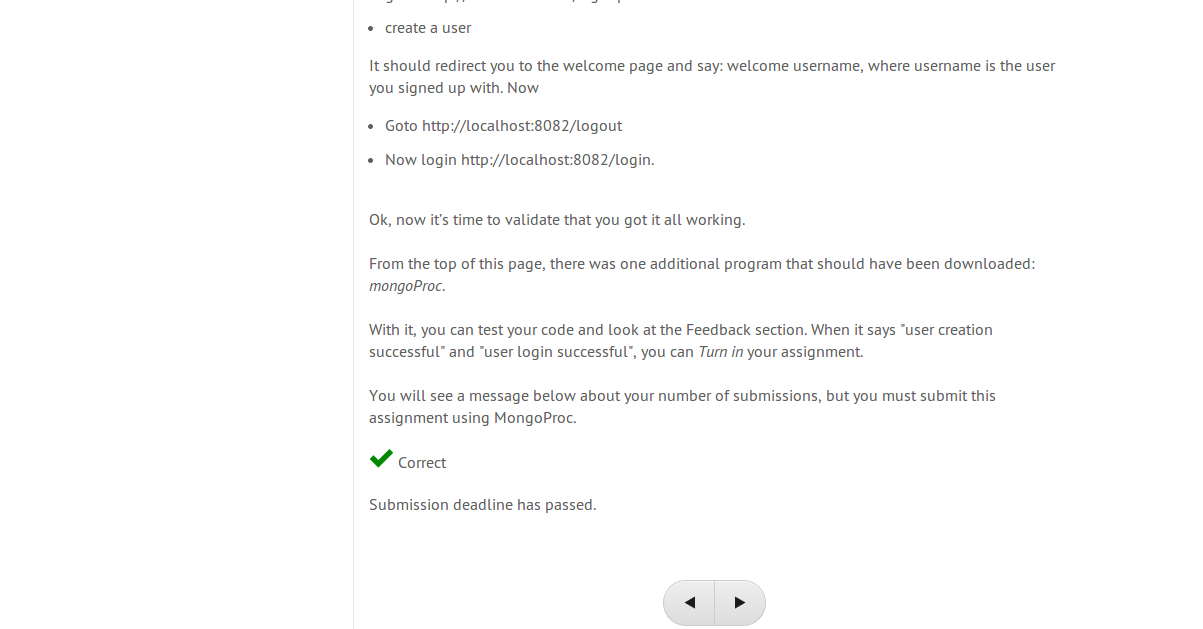 create a user
It should redirect you to the welcome page and say: welcome username, where username is the user
you signed up with. Now
Goto http://localhost:8082/logout
Now login http://localhost:8082/login.
Ok, now it's time to validate that you got it all working.
From the top of this page, there was one additional program that should have been downloaded:
mongoProc.
With it, you can test your code and look at the Feedback section. When it says "user creation
successful" and "user login successful", you can Turn in your assignment.
You will see a message below about your number of submissions, but you must submit this
assignment using MongoProc.
Correct
Submission deadline has passed.